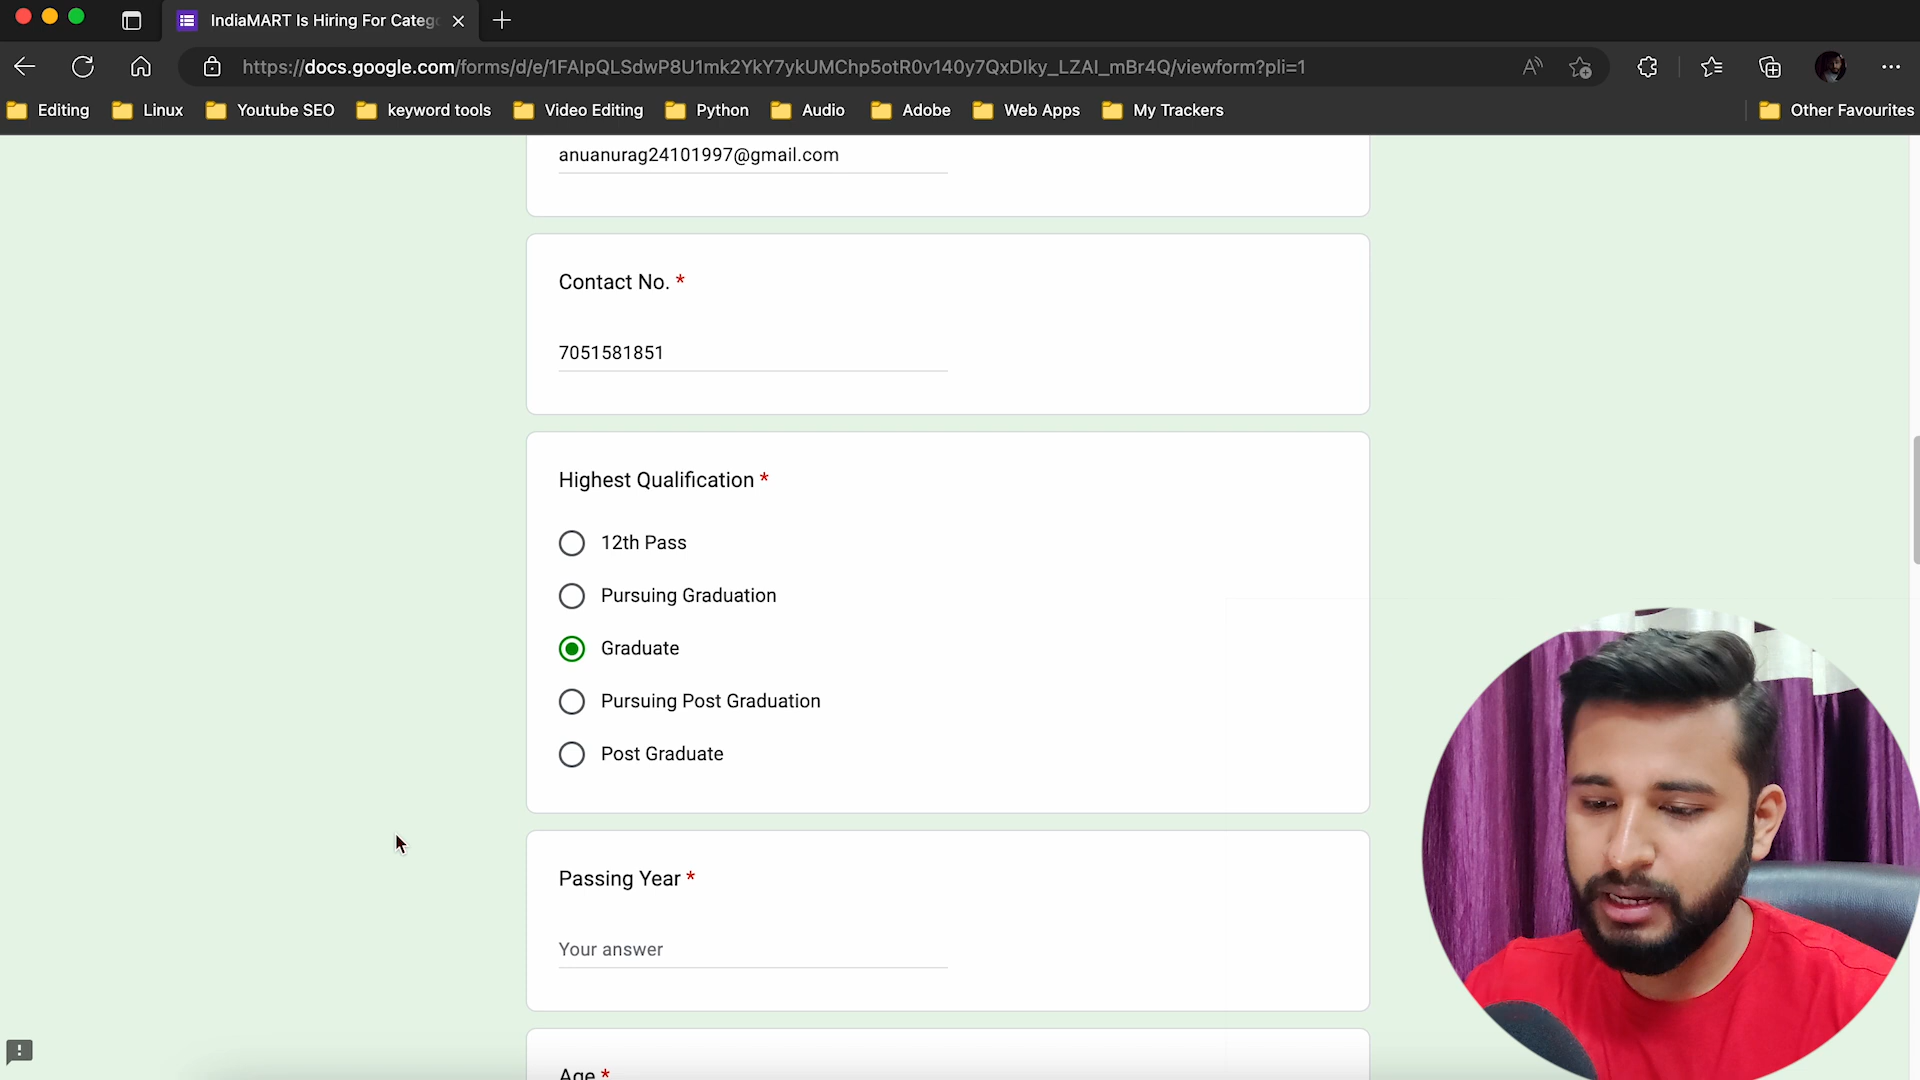 IndiaMART Is Hiring For Categ
https://docs.google.com/forms/d/e/1FAIpQLSdwP8U1mk2YkY7ykUMChp5otR0v140y7QxDIky_LZAI_mBr4Q/viewform?pli=1
Editing Linux Youtube SEO keyword tools Video Editing Python Audio Adobe Web Apps My Trackers Other Favourites
anuanurag24101997@gmail.com
Contact No. *
7051581851
Highest Qualification *
12th Pass
Pursuing Graduation
Graduate
Pursuing Post Graduation
Post Graduate
Passing Year *
Your answer
Age *